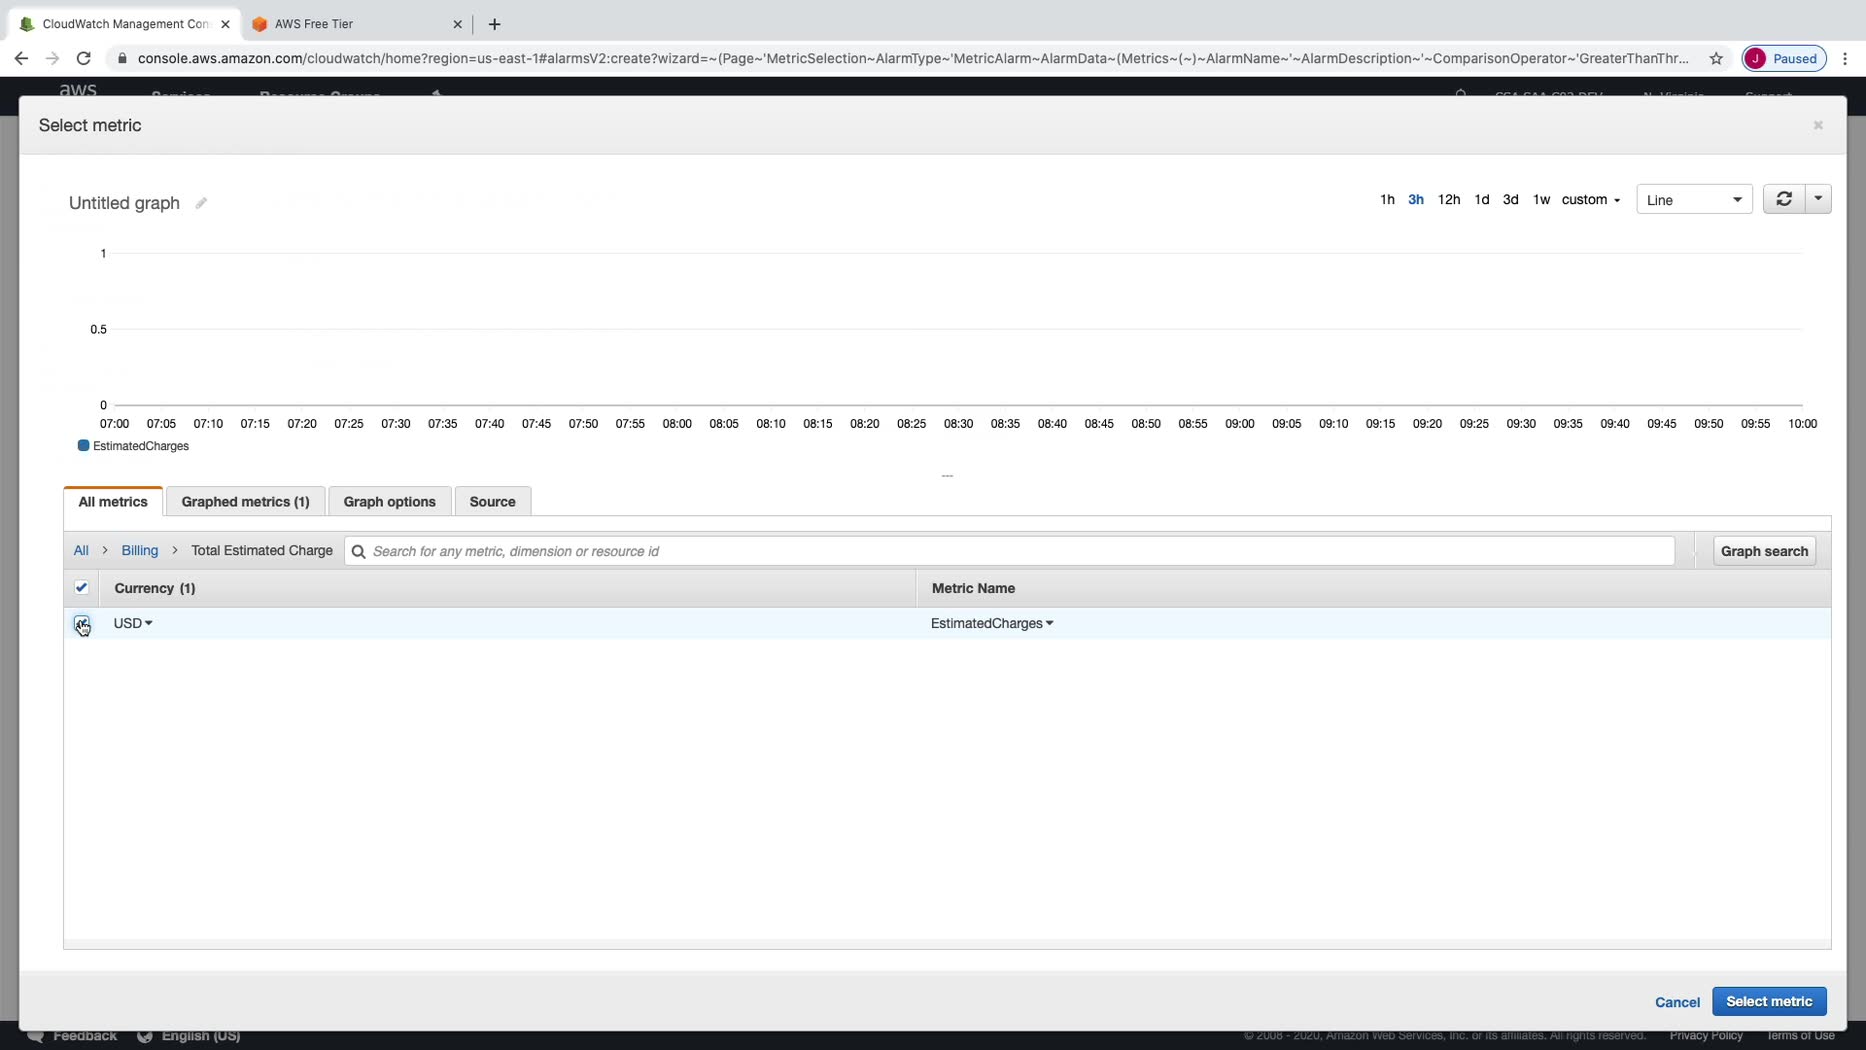 CloudWatch Management Con
AWS Free Tier
console.aws.amazon.com/cloudwatch/home?region=us-east-1#alarmsV2:create?wizard=~(Page~'MetricSelection~AlarmType~'MetricAlarm~AlarmData~(Metrics~(~)~AlarmName~'~AlarmDescription~'~ComparisonOperator~'GreaterThanThr...
J Paused
aws Services Resource Groups N. Virginia Support
Select metric
Untitled graph
1h 3h 12h 1d 3d 1w custom Line
1
0.5
0
07:00 07:05 07:10 07:15 07:20 07:25 07:30 07:35 07:40 07:45 07:50 07:55 08:00 08:05 08:10 08:15 08:20 08:25 08:30 08:35 08:40 08:45 08:50 08:55 09:00 09:05 09:10 09:15 09:20 09:25 09:30 09:35 09:40 09:45 09:50 09:55 10:00
EstimatedCharges
All metrics Graphed metrics (1) Graph options Source
All > Billing > Total Estimated Charge Search for any metric, dimension or resource id Graph search
Currency (1) Metric Name
USD EstimatedCharges
Cancel Select metric
Feedback English (US) © 2008 - 2020, Amazon Web Services, Inc. or its affiliates. All rights reserved. Privacy Policy Terms of Use